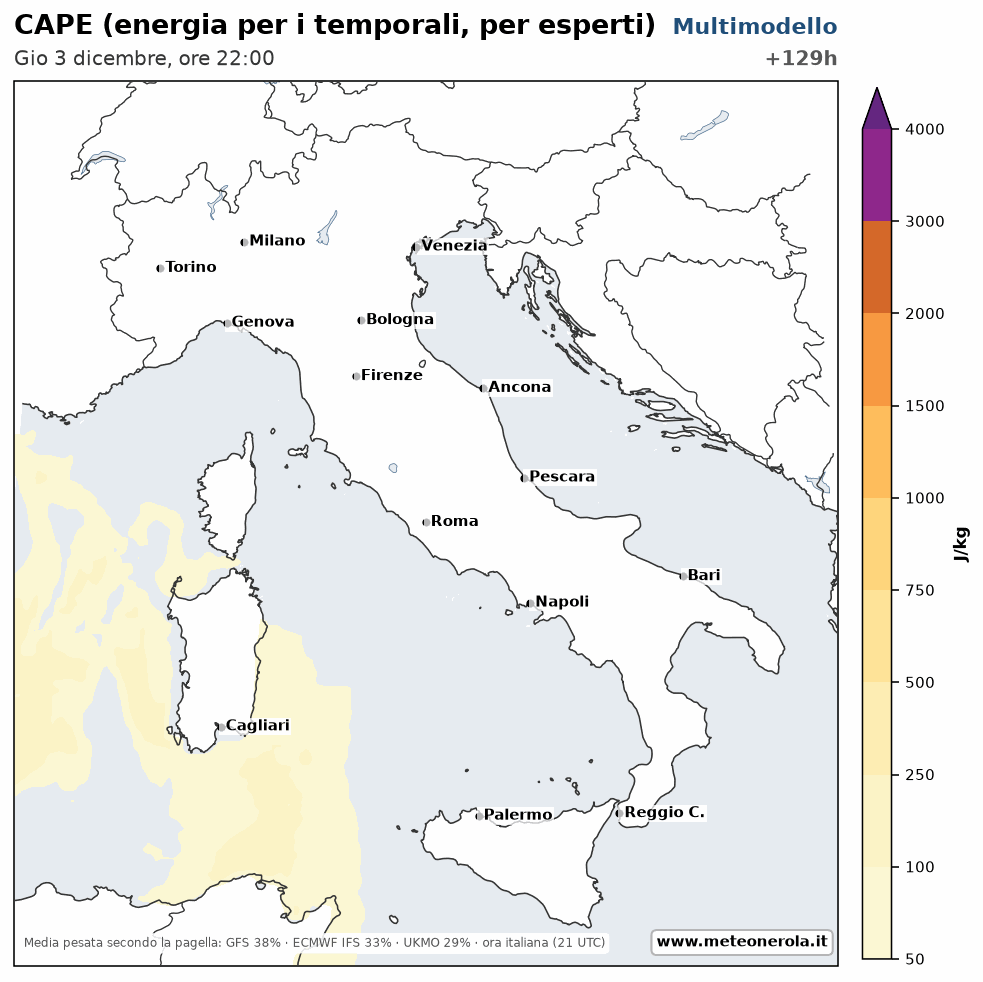 CAPE (energia per i temporali, per esperti) Multimodello
Gio 3 dicembre, ore 22:00 +129h
4000
3000
2000
1500
1000
750
500
250
100
50
J/kg
Milano
Venezia
Torino
Genova
Bologna
Firenze
Ancona
Pescara
Roma
Bari
Napoli
Cagliari
Palermo
Reggio C.
Media pesata secondo la pagella: GFS 38% · ECMWF IFS 33% · UKMO 29% · ora italiana (21 UTC)
www.meteonerola.it